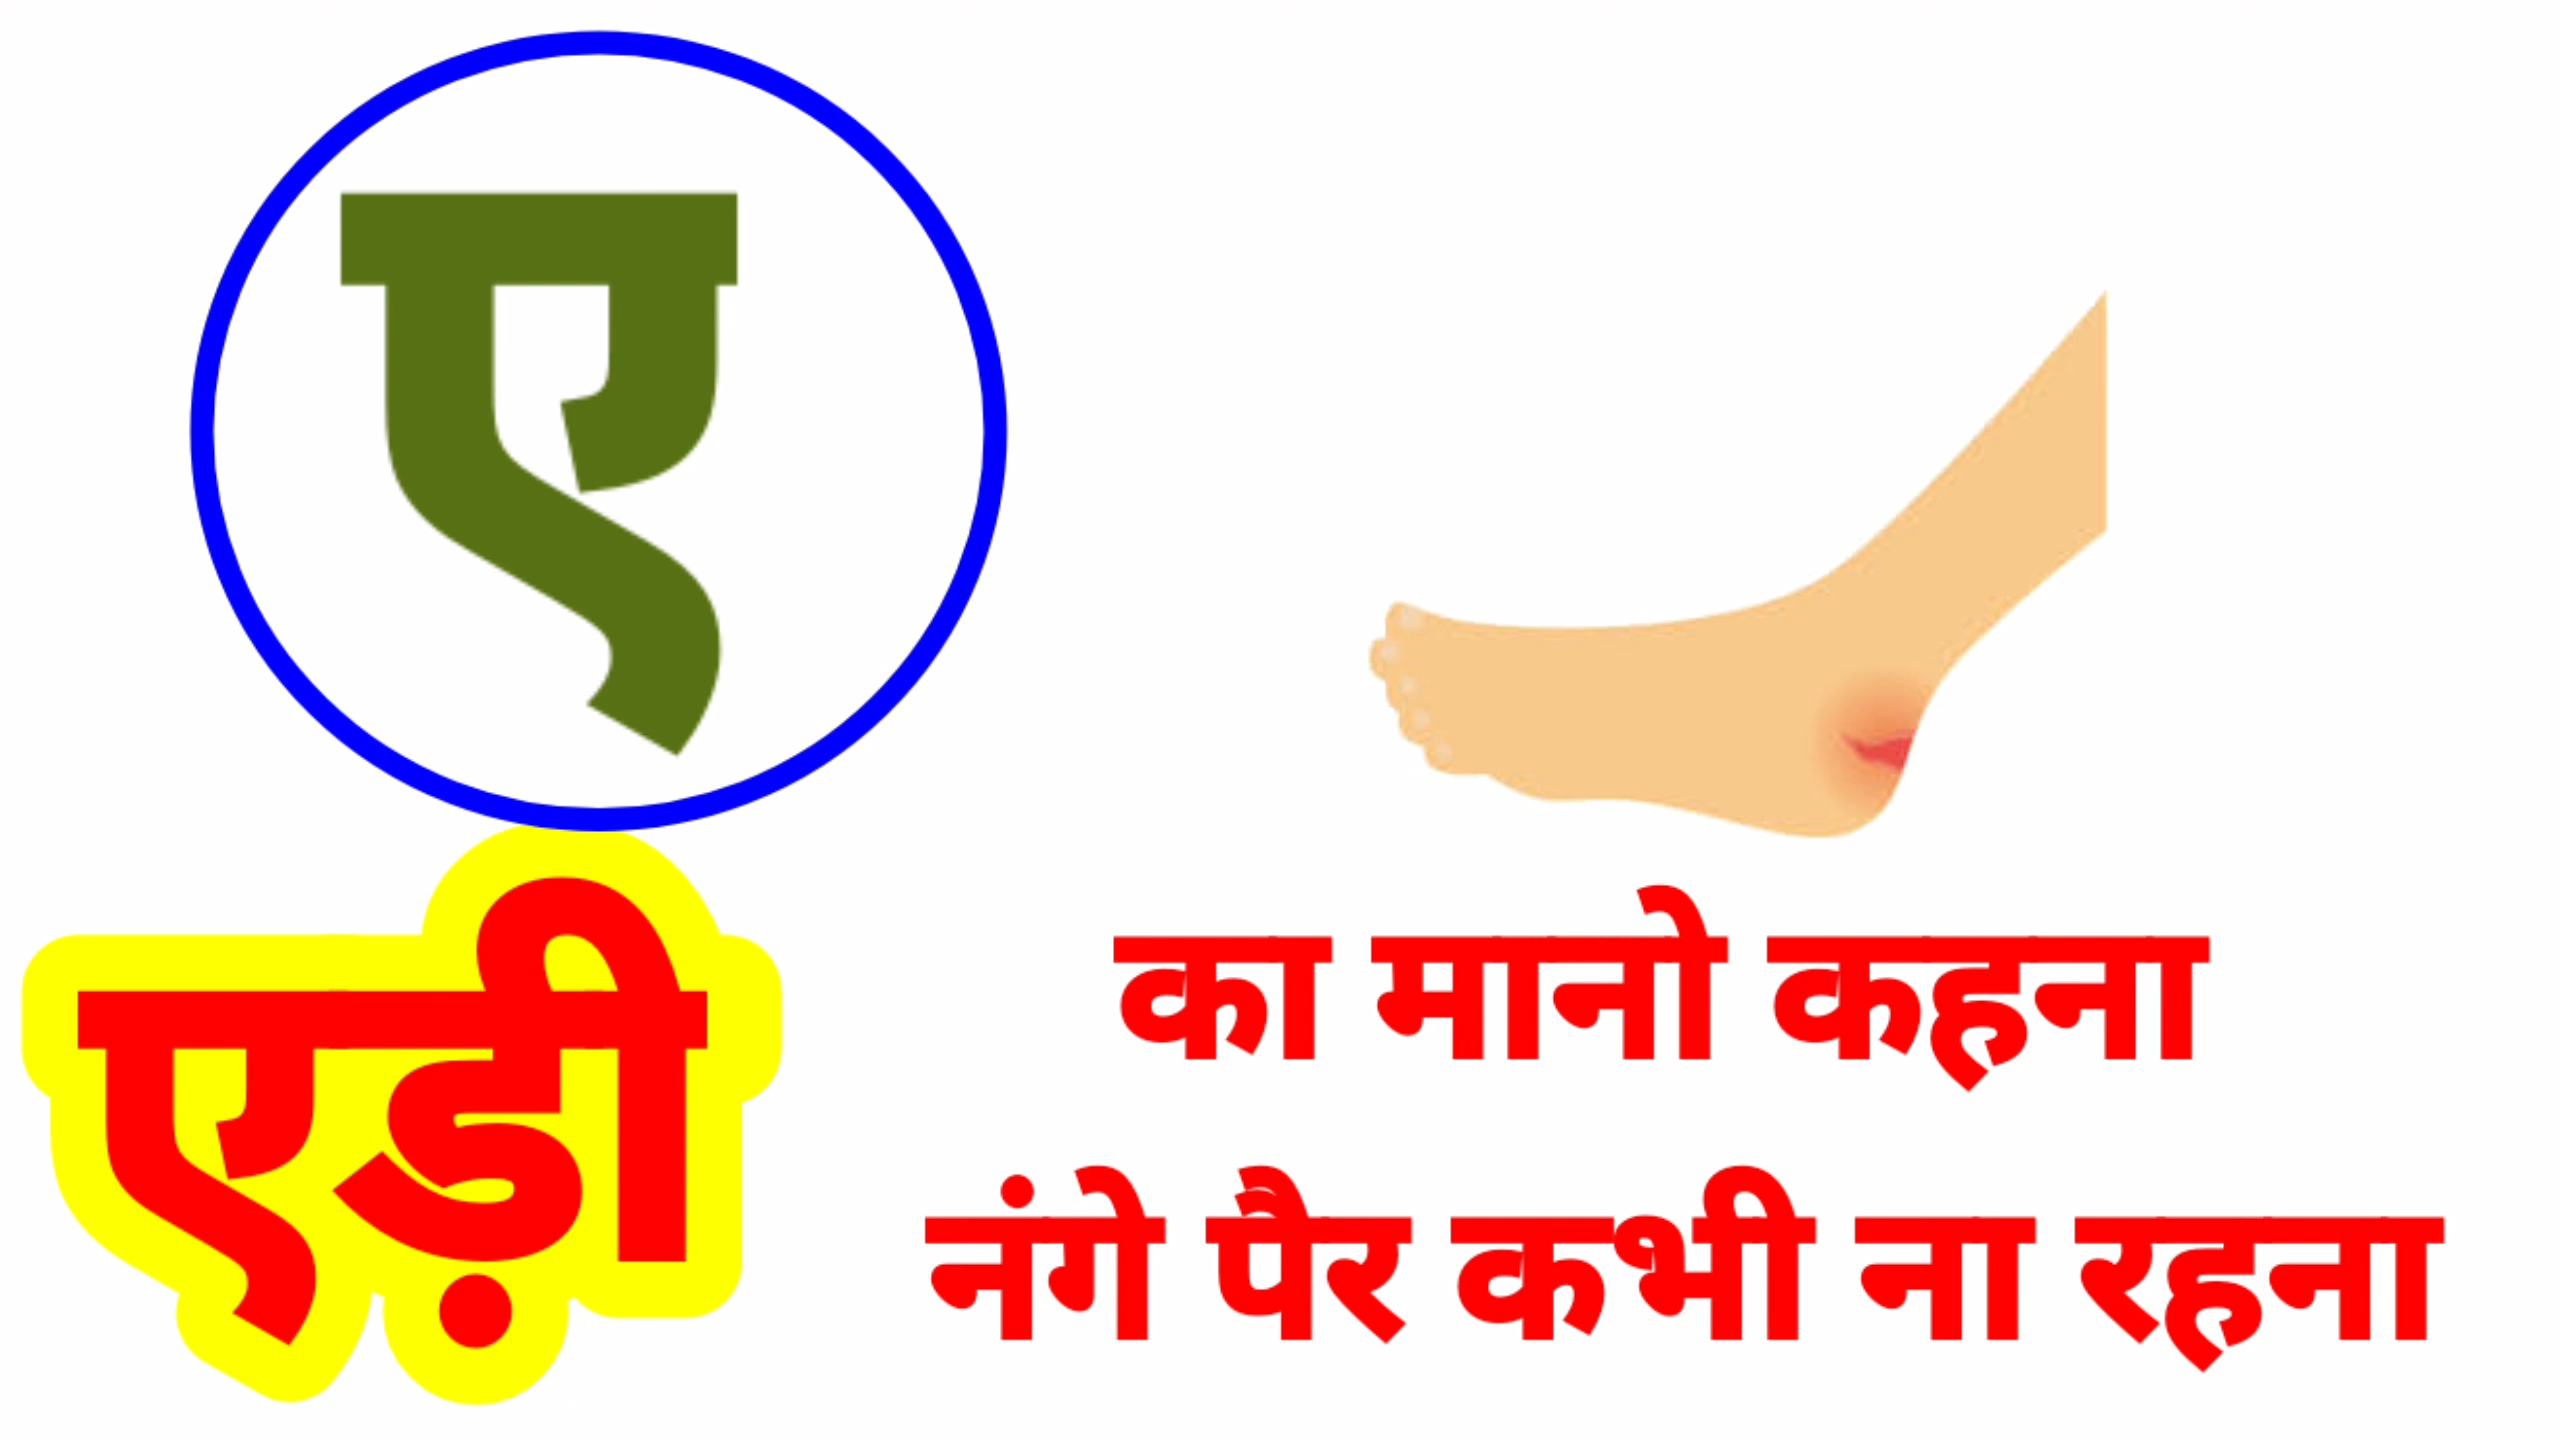 ए
एड़ी
का मानो कहना
नंगे पैर कभी ना रहना